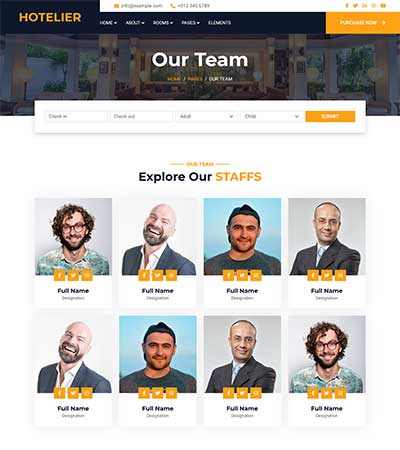 HOTELIER
info@example.com +012 345 6789
HOME ABOUT ROOMS PAGES ELEMENTS PURCHASE NOW
Our Team
HOME / PAGES / OUR TEAM
Check in Check out Adult Child SUBMIT
OUR TEAM
Explore Our STAFFS
Full Name Full Name Full Name Full Name
Designation Designation Designation Designation
Full Name Full Name Full Name Full Name
Designation Designation Designation Designation